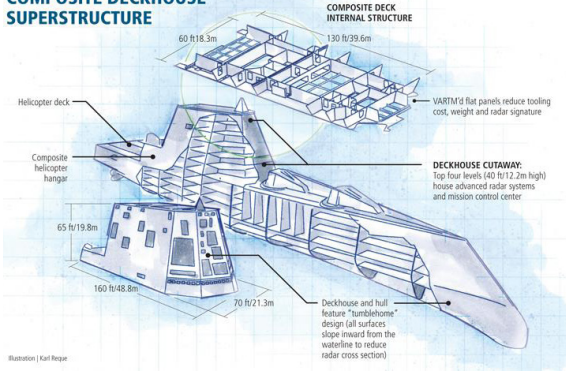 COMPOSITE DECKHOUSE
SUPERSTRUCTURE
COMPOSITE DECK
INTERNAL STRUCTURE
60 ft18.3m
130 ft/39.6m
Helicopter deck
VARTM'd flat panels reduce tooling
cost, weight and radar signature
Composite
helicopter
hangar
DECKHOUSE CUTAWAY:
Top four levels (40 ft/12.2m high)
house advanced radar systems
and mission control center
65 ft/19.8m
160 ft/48.8m
70 ft/21.3m
Deckhouse and hull
feature "tumblehome"
design (all surfaces
slope inward from the
waterline to reduce
radar cross section)
Illustration | Karl Reque